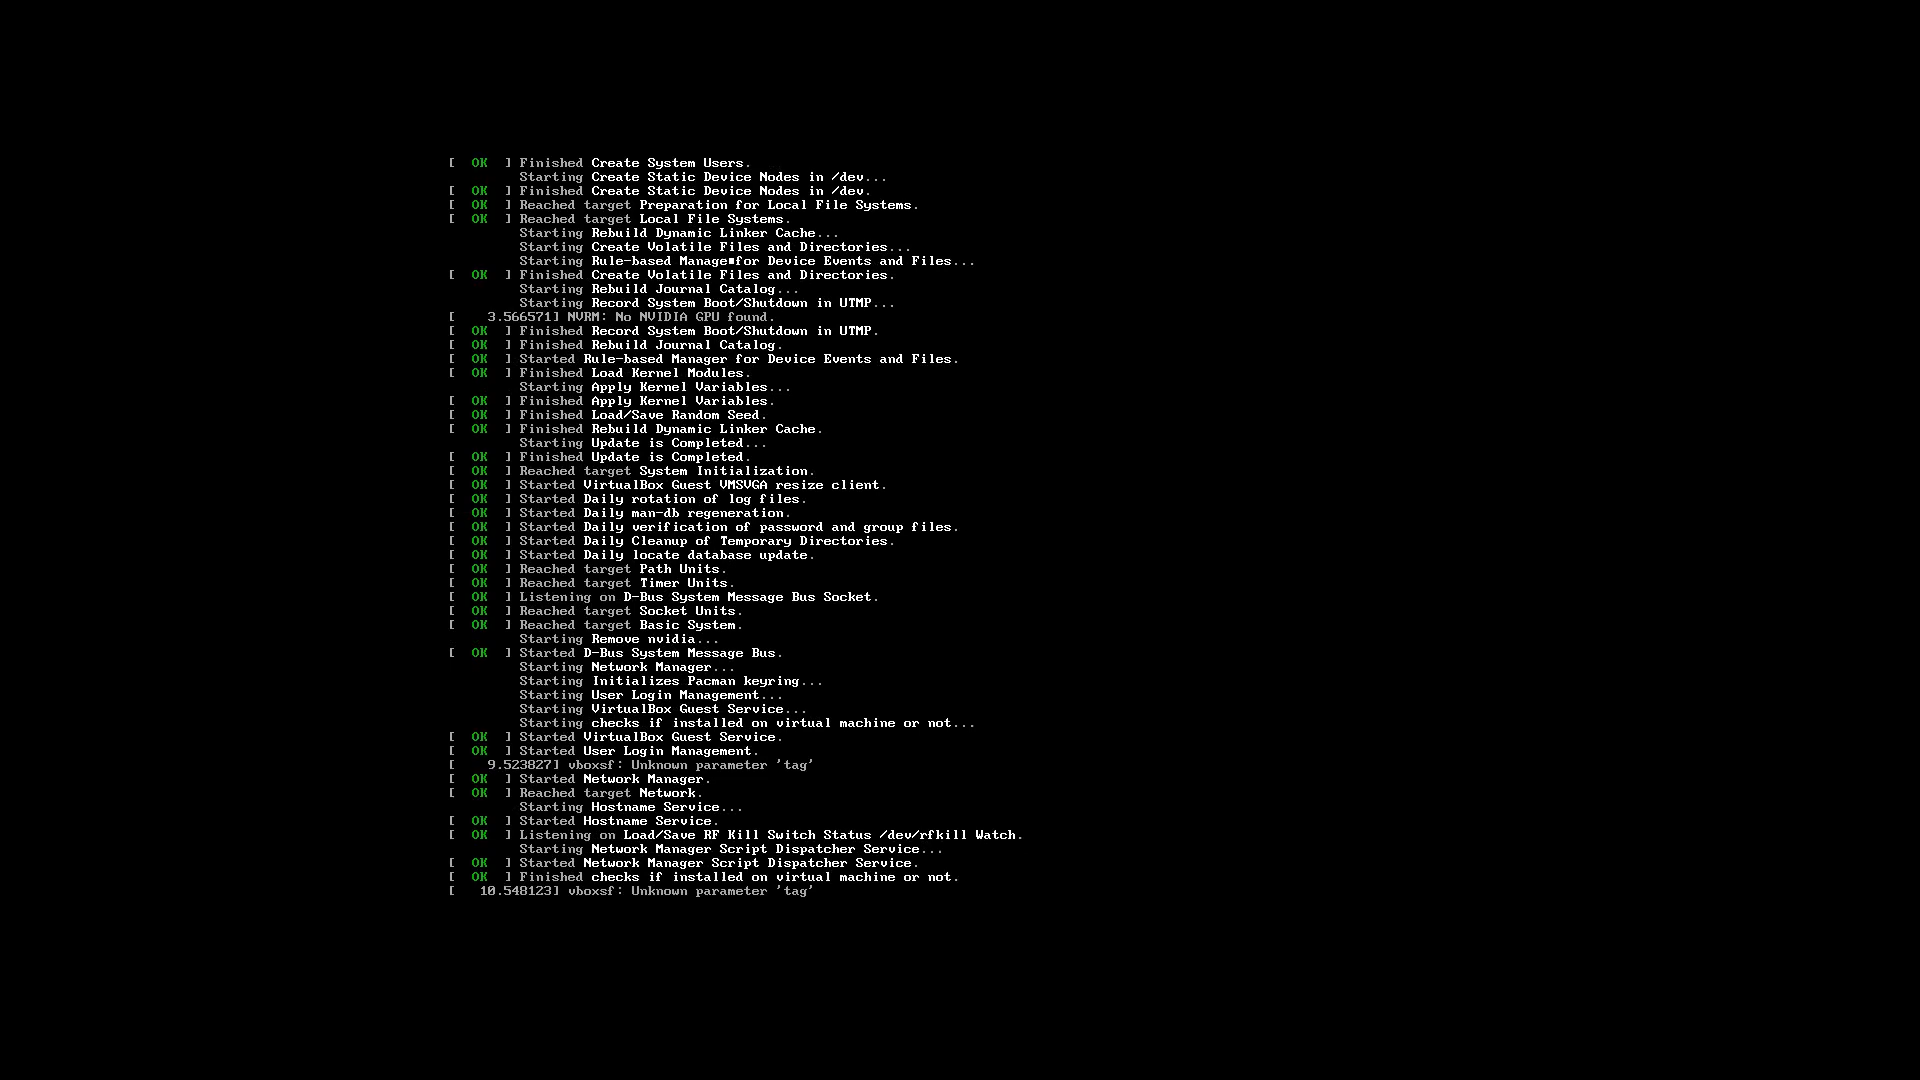 [  OK  ] Finished Create System Users.
Starting Create Static Device Nodes in /dev...
[  OK  ] Finished Create Static Device Nodes in /dev.
[  OK  ] Reached target Preparation for Local File Systems.
[  OK  ] Reached target Local File Systems.
Starting Rebuild Dynamic Linker Cache...
Starting Create Volatile Files and Directories...
Starting Rule-based Manage■for Device Events and Files...
[  OK  ] Finished Create Volatile Files and Directories.
Starting Rebuild Journal Catalog...
Starting Record System Boot/Shutdown in UTMP...
[    3.566571] NVRM: No NVIDIA GPU found.
[  OK  ] Finished Record System Boot/Shutdown in UTMP.
[  OK  ] Finished Rebuild Journal Catalog.
[  OK  ] Started Rule-based Manager for Device Events and Files.
[  OK  ] Finished Load Kernel Modules.
Starting Apply Kernel Variables...
[  OK  ] Finished Apply Kernel Variables.
[  OK  ] Finished Load/Save Random Seed.
[  OK  ] Finished Rebuild Dynamic Linker Cache.
Starting Update is Completed...
[  OK  ] Finished Update is Completed.
[  OK  ] Reached target System Initialization.
[  OK  ] Started VirtualBox Guest VMSVGA resize client.
[  OK  ] Started Daily rotation of log files.
[  OK  ] Started Daily man-db regeneration.
[  OK  ] Started Daily verification of password and group files.
[  OK  ] Started Daily Cleanup of Temporary Directories.
[  OK  ] Started Daily locate database update.
[  OK  ] Reached target Path Units.
[  OK  ] Reached target Timer Units.
[  OK  ] Listening on D-Bus System Message Bus Socket.
[  OK  ] Reached target Socket Units.
[  OK  ] Reached target Basic System.
Starting Remove nvidia...
[  OK  ] Started D-Bus System Message Bus.
Starting Network Manager...
Starting Initializes Pacman keyring...
Starting User Login Management...
Starting VirtualBox Guest Service...
Starting checks if installed on virtual machine or not...
[  OK  ] Started VirtualBox Guest Service.
[  OK  ] Started User Login Management.
[    9.523827] vboxsf: Unknown parameter 'tag'
[  OK  ] Started Network Manager.
[  OK  ] Reached target Network.
Starting Hostname Service...
[  OK  ] Started Hostname Service.
[  OK  ] Listening on Load/Save RF Kill Switch Status /dev/rfkill Watch.
Starting Network Manager Script Dispatcher Service...
[  OK  ] Started Network Manager Script Dispatcher Service.
[  OK  ] Finished checks if installed on virtual machine or not.
[   10.548123] vboxsf: Unknown parameter 'tag'